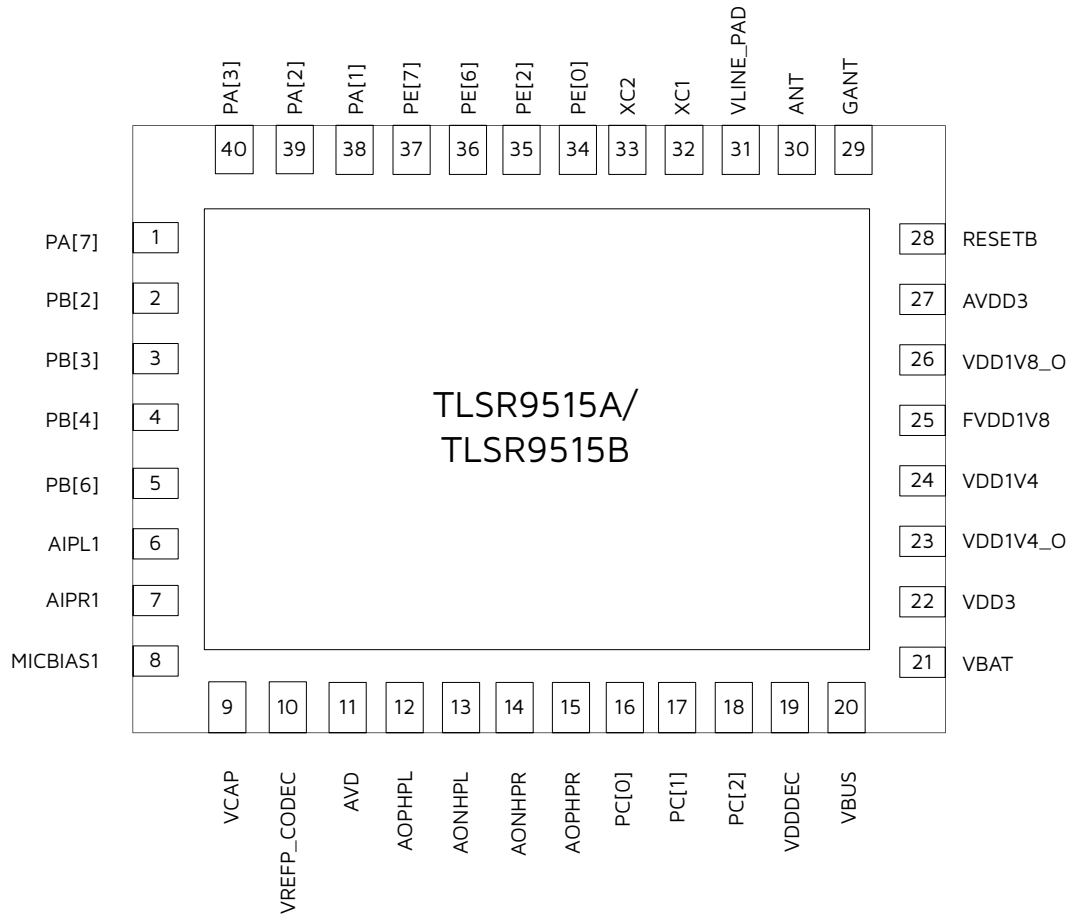 PA[3]
PA[2]
PA[1]
PE[7]
PE[6]
PE[2]
PE[0]
XC2
XC1
VLINE_PAD
ANT
GANT
40
39
38
37
36
35
34
33
32
31
30
29
PA[7]
1
PB[2]
2
PB[3]
3
PB[4]
4
PB[6]
5
AIPL1
6
AIPR1
7
MICBIAS1
8
TLSR9515A/
TLSR9515B
28
RESETB
27
AVDD3
26
VDD1V8_O
25
FVDD1V8
24
VDD1V4
23
VDD1V4_O
22
VDD3
21
VBAT
9
10
11
12
13
14
15
16
17
18
19
20
VCAP
VREFP_CODEC
AVD
AOPHPL
AONHPL
AONHPR
AOPHPR
PC[0]
PC[1]
PC[2]
VDDDEC
VBUS